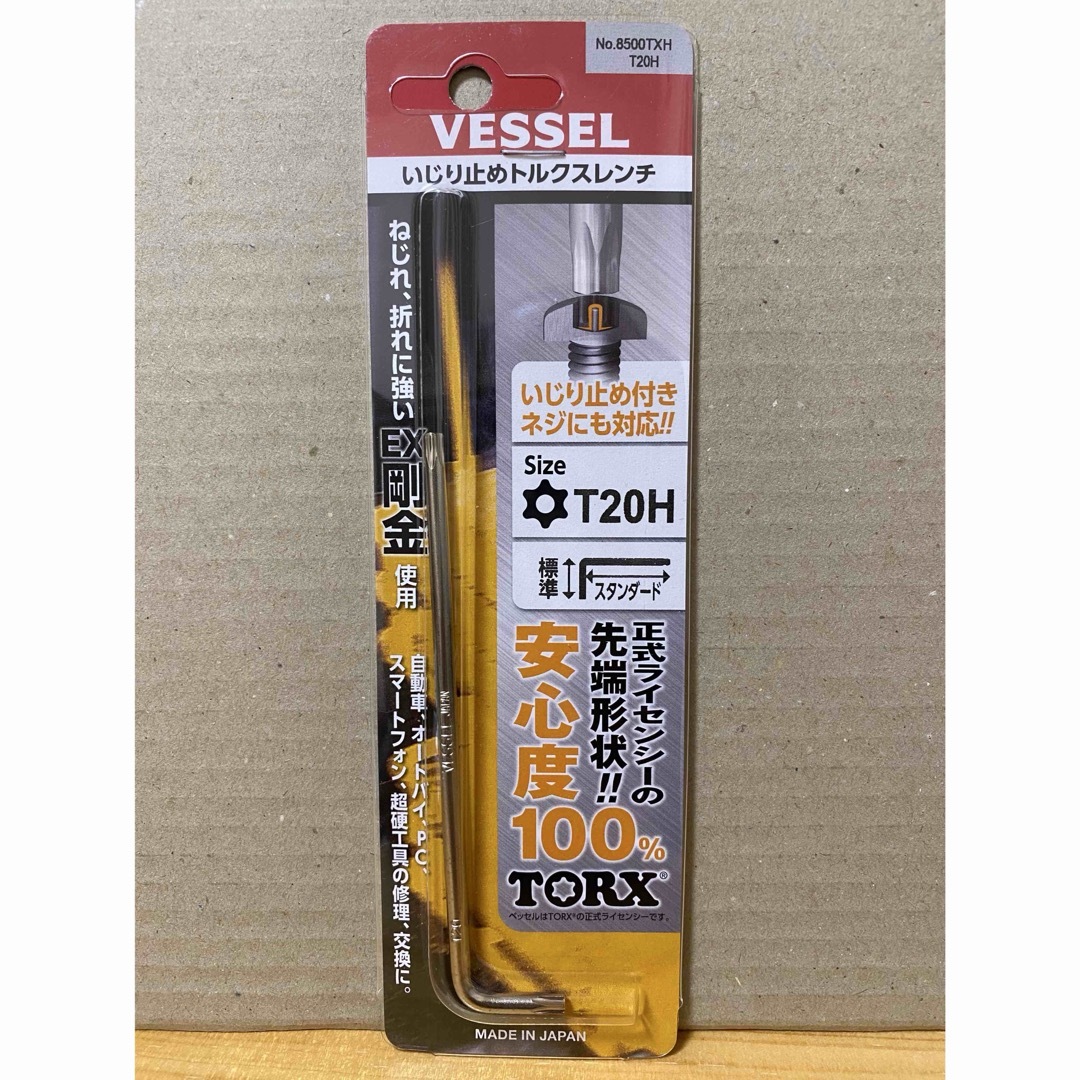 No.8500TXH
T20H
VESSEL
いじり止めトルクスレンチ
ねじれ、折れに強い
EX剛金
使用
自動車、オートバイ、PC、
スマートフォン、超硬工具の修理、交換に。
いじり止め付き
ネジにも対応!!
Size
T20H
標準
スタンダード
正式ライセンシーの
先端形状!!
安心度
100%
TORX®
ベッセルはTORX®の正式ライセンシーです。
VESSEL
T20
MADE IN JAPAN